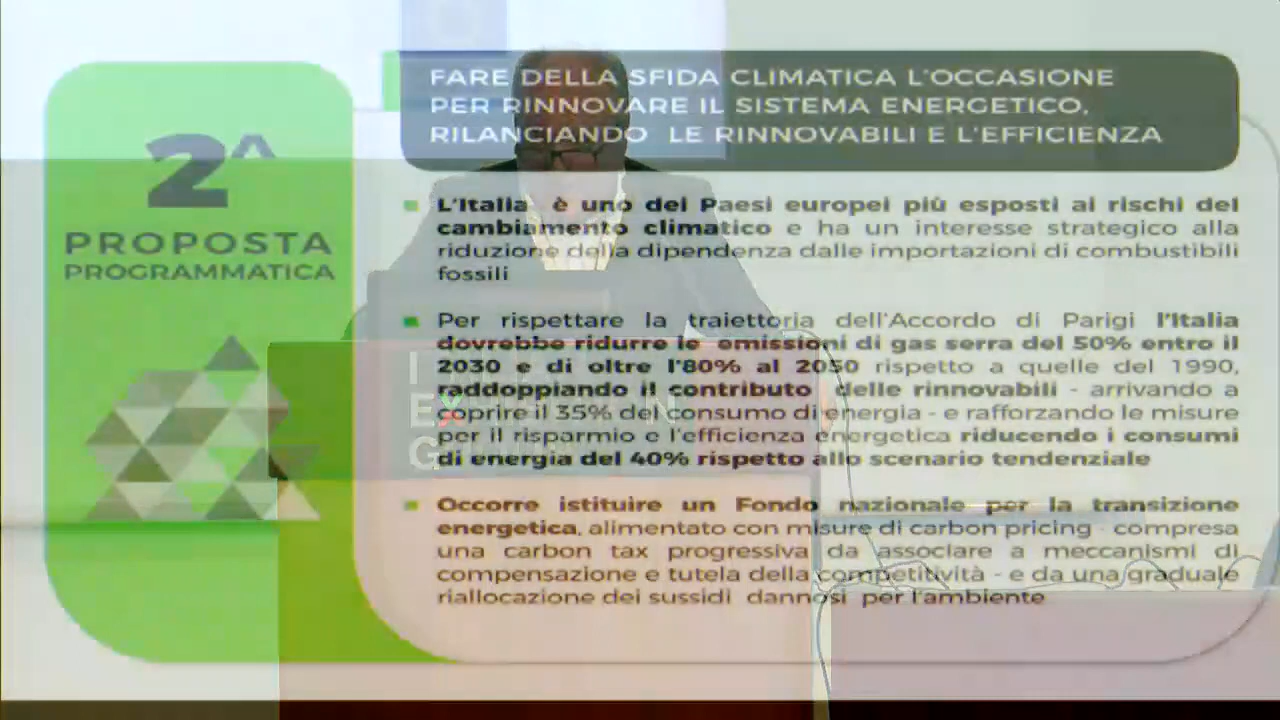 2^
PROPOSTA
PROGRAMMATICA
FARE DELLA SFIDA CLIMATICA L'OCCASIONE
PER RINNOVARE IL SISTEMA ENERGETICO,
RILANCIANDO LE RINNOVABILI E L'EFFICIENZA
L'Italia è uno dei Paesi europei più esposti ai rischi del
cambiamento climatico e ha un interesse strategico alla
riduzione della dipendenza dalle importazioni di combustibili
fossili
Per rispettare la traiettoria dell'Accordo di Parigi l'Italia
dovrebbe ridurre le emissioni di gas serra del 50% entro il
2030 e di oltre l'80% al 2050 rispetto a quelle del 1990,
raddoppiando il contributo delle rinnovabili - arrivando a
coprire il 35% del consumo di energia - e rafforzando le misure
per il risparmio e l'efficienza energetica riducendo i consumi
di energia del 40% rispetto allo scenario tendenziale
Occorre istituire un Fondo nazionale per la transizione
energetica, alimentato con misure di carbon pricing - compresa
una carbon tax progressiva da associare a meccanismi di
compensazione e tutela della competitività - e da una graduale
riallocazione dei sussidi dannosi per l'ambiente